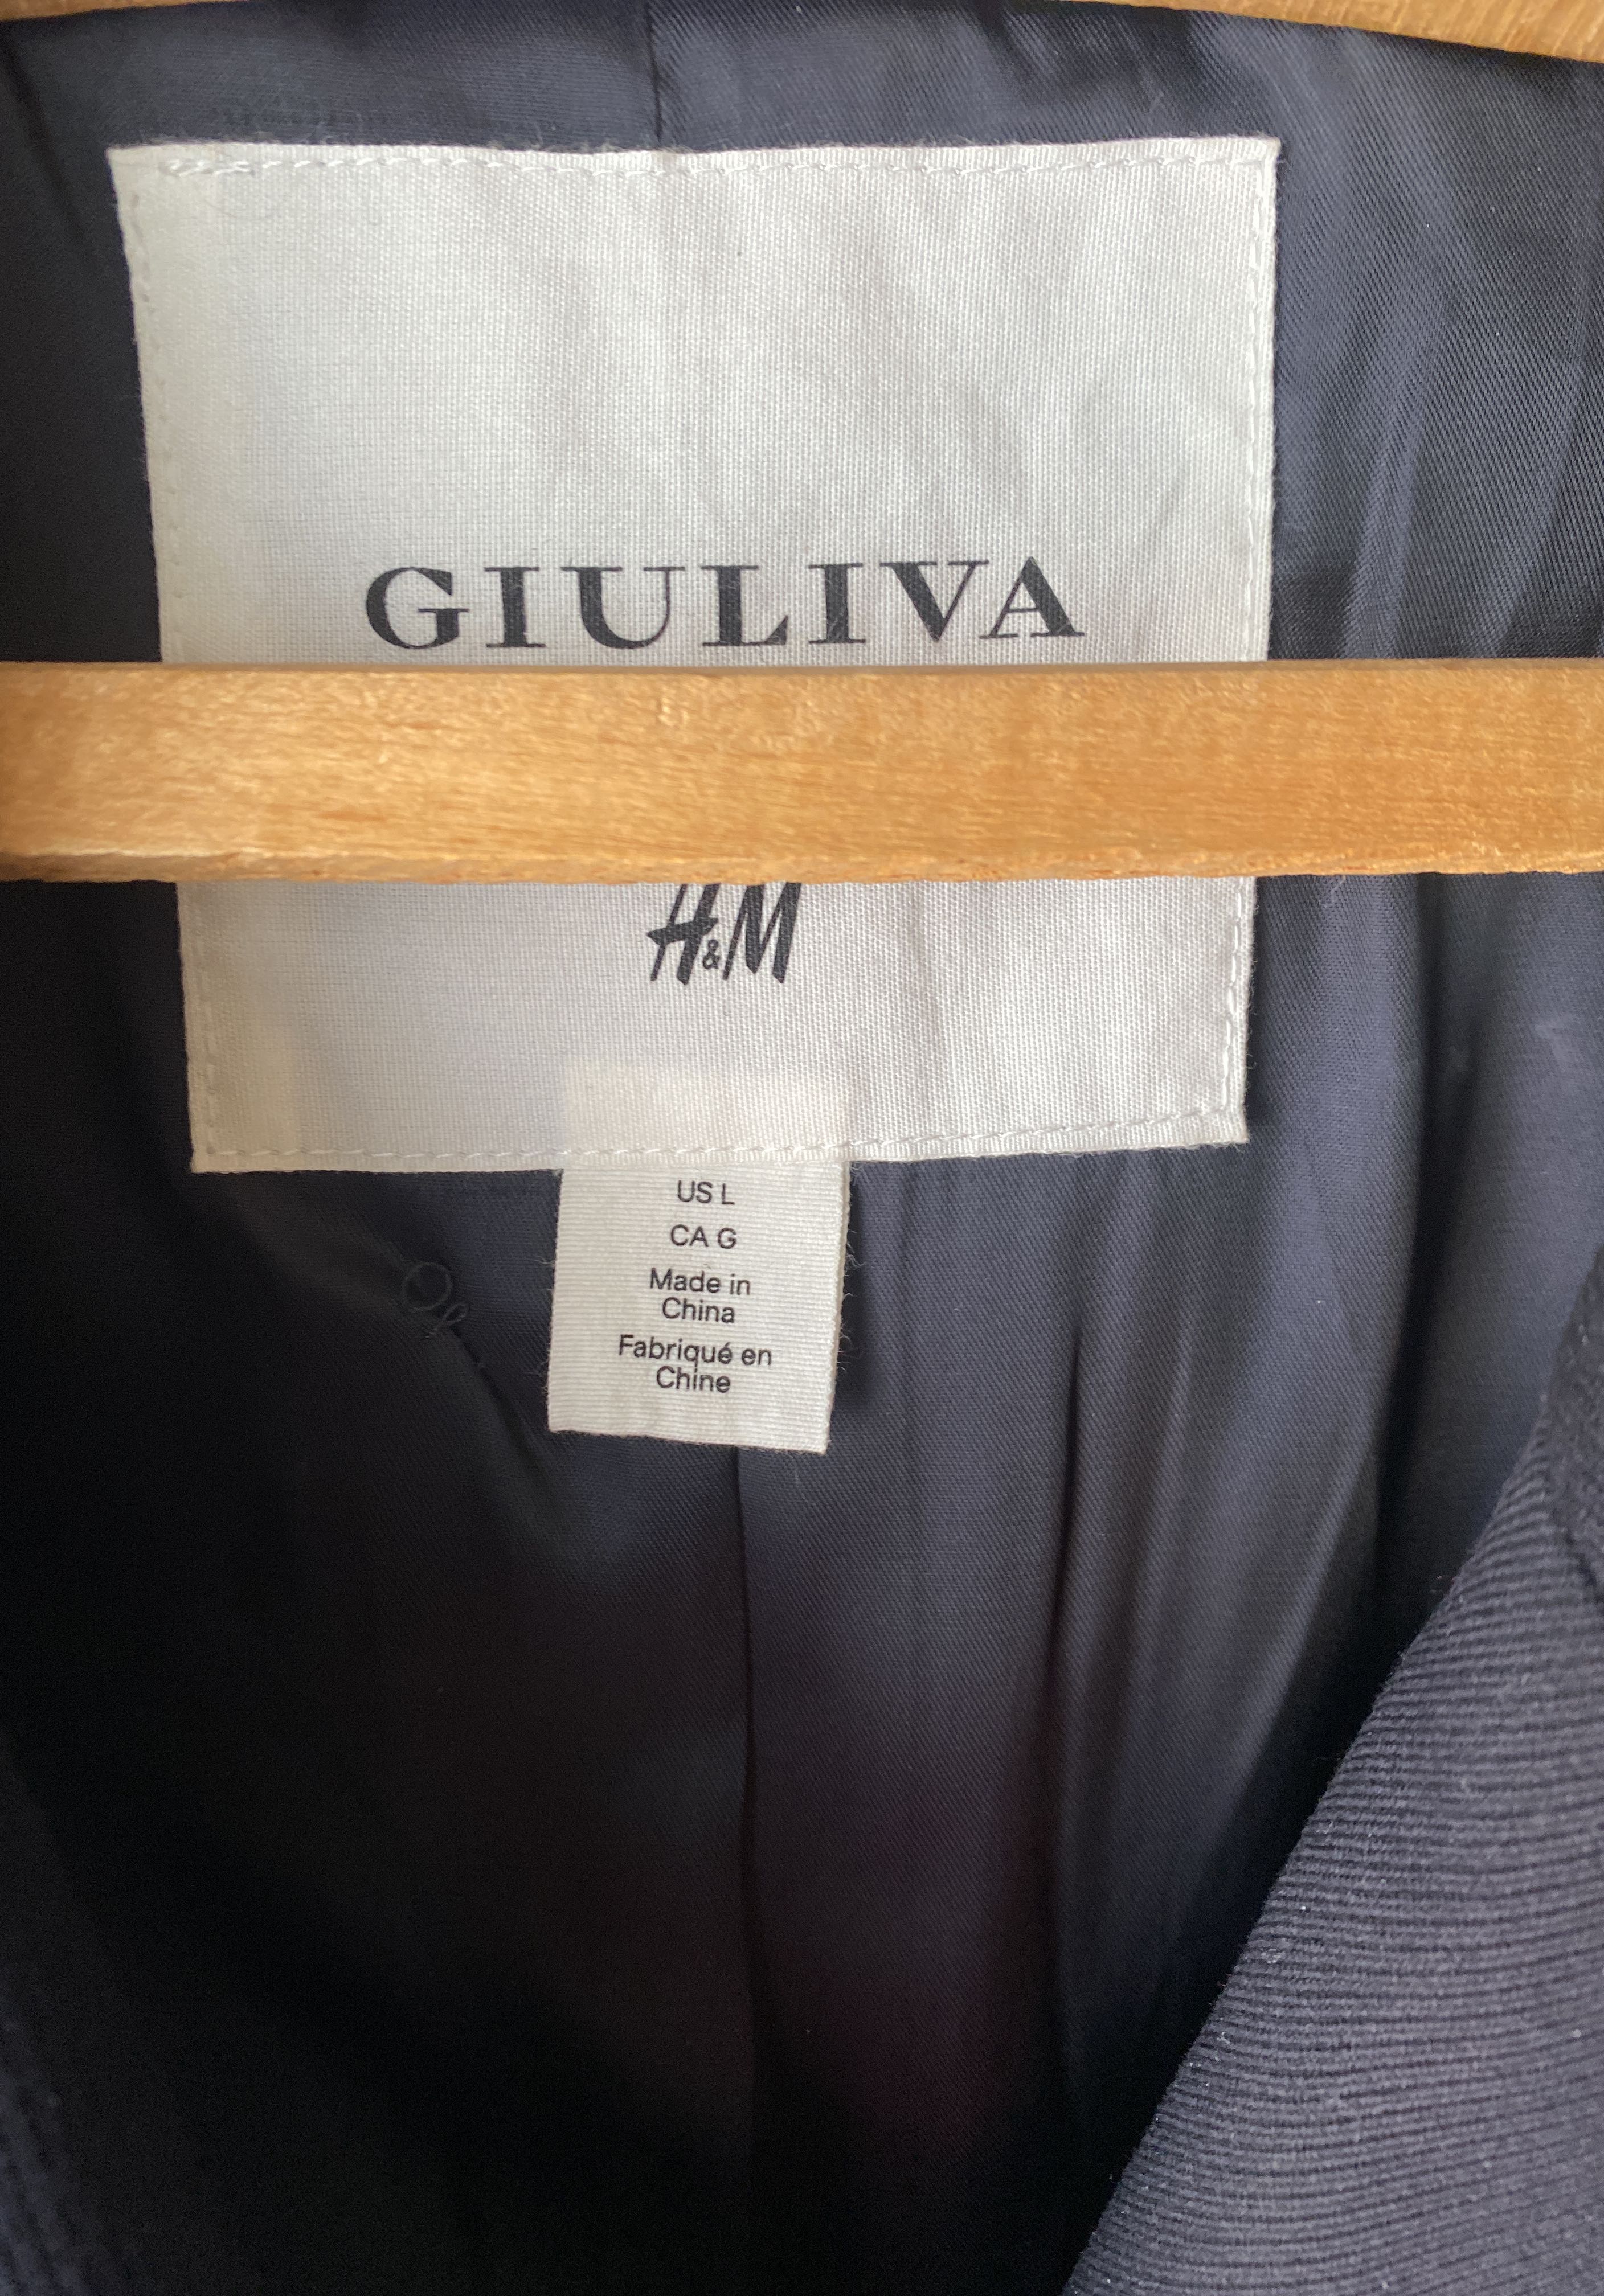 GIULIVA
H&M
US L
CA G
Made in
China
Fabriqué en
Chine